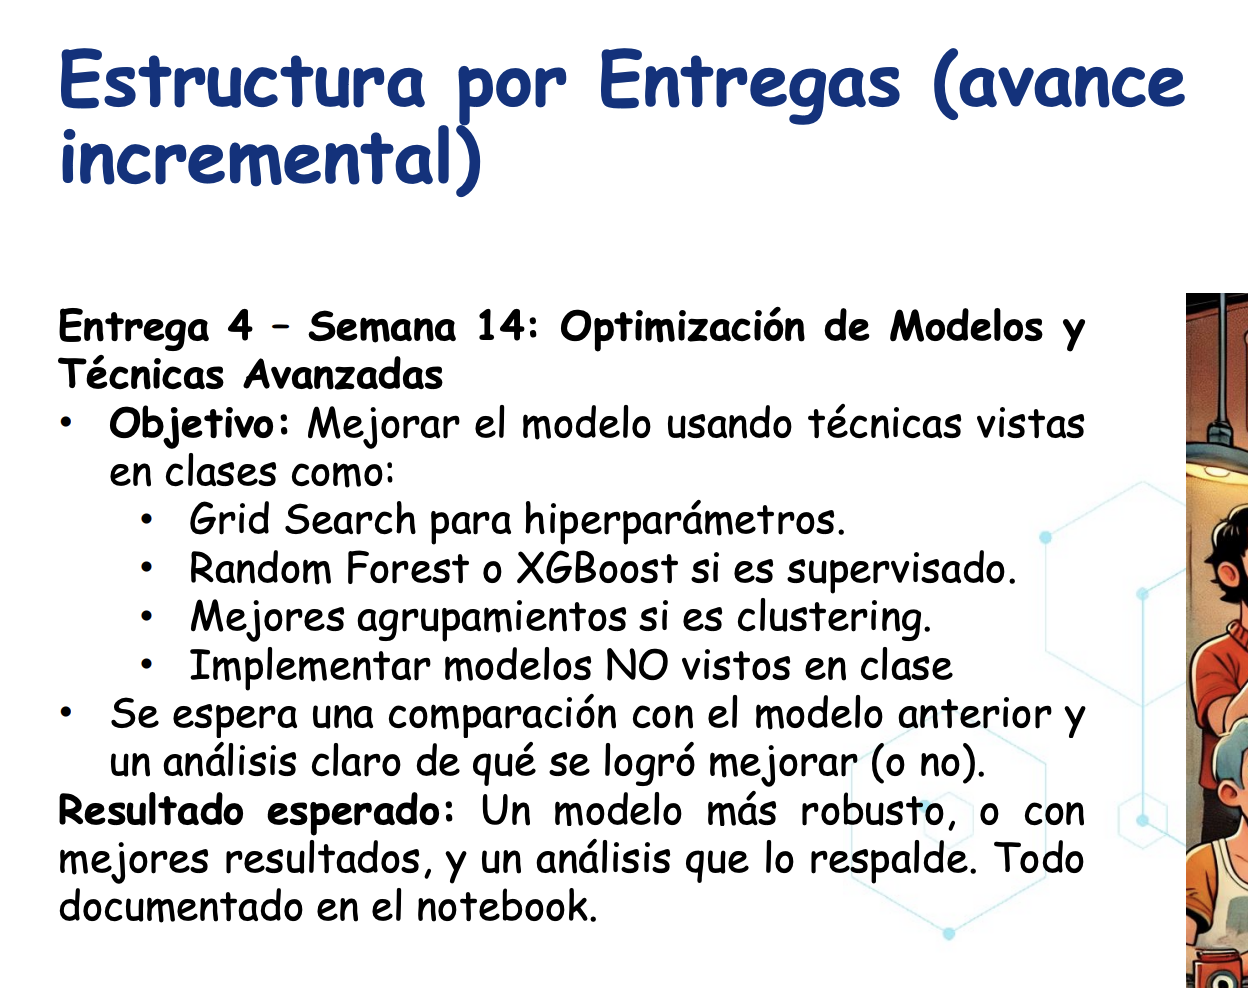 Estructura por Entregas (avance
incremental)
Entrega 4 – Semana 14: Optimización de Modelos y
Técnicas Avanzadas
• Objetivo: Mejorar el modelo usando técnicas vistas
en clases como:
• Grid Search para hiperparámetros.
• Random Forest o XGBoost si es supervisado.
• Mejores agrupamientos si es clustering.
• Implementar modelos NO vistos en clase
• Se espera una comparación con el modelo anterior y
un análisis claro de qué se logró mejorar (o no).
Resultado esperado: Un modelo más robusto, o con
mejores resultados, y un análisis que lo respalde. Todo
documentado en el notebook.